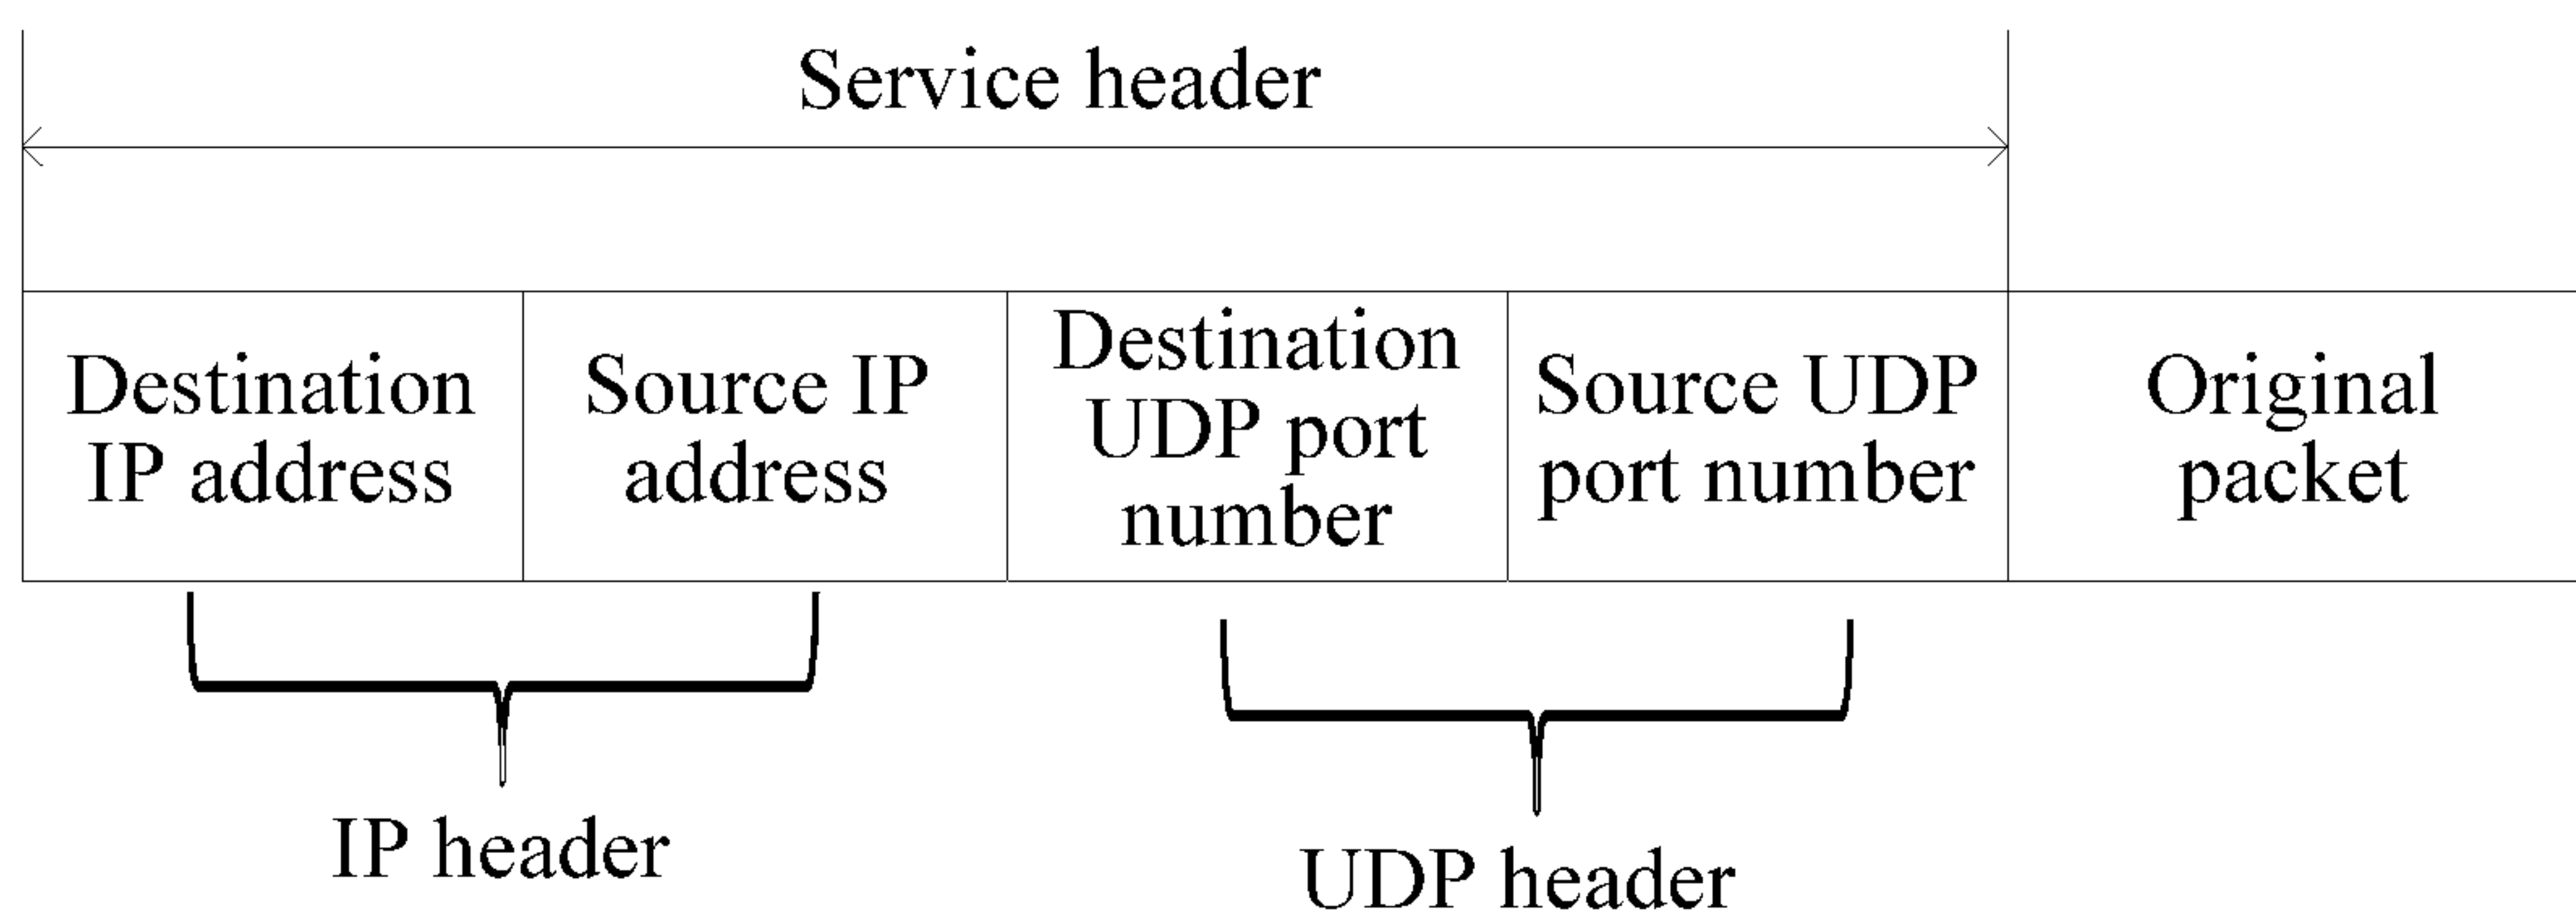 Service header
Destination
IP address
Source IP
address
Destination
UDP port
number
Source UDP
port number
Original
packet
IP header
UDP header